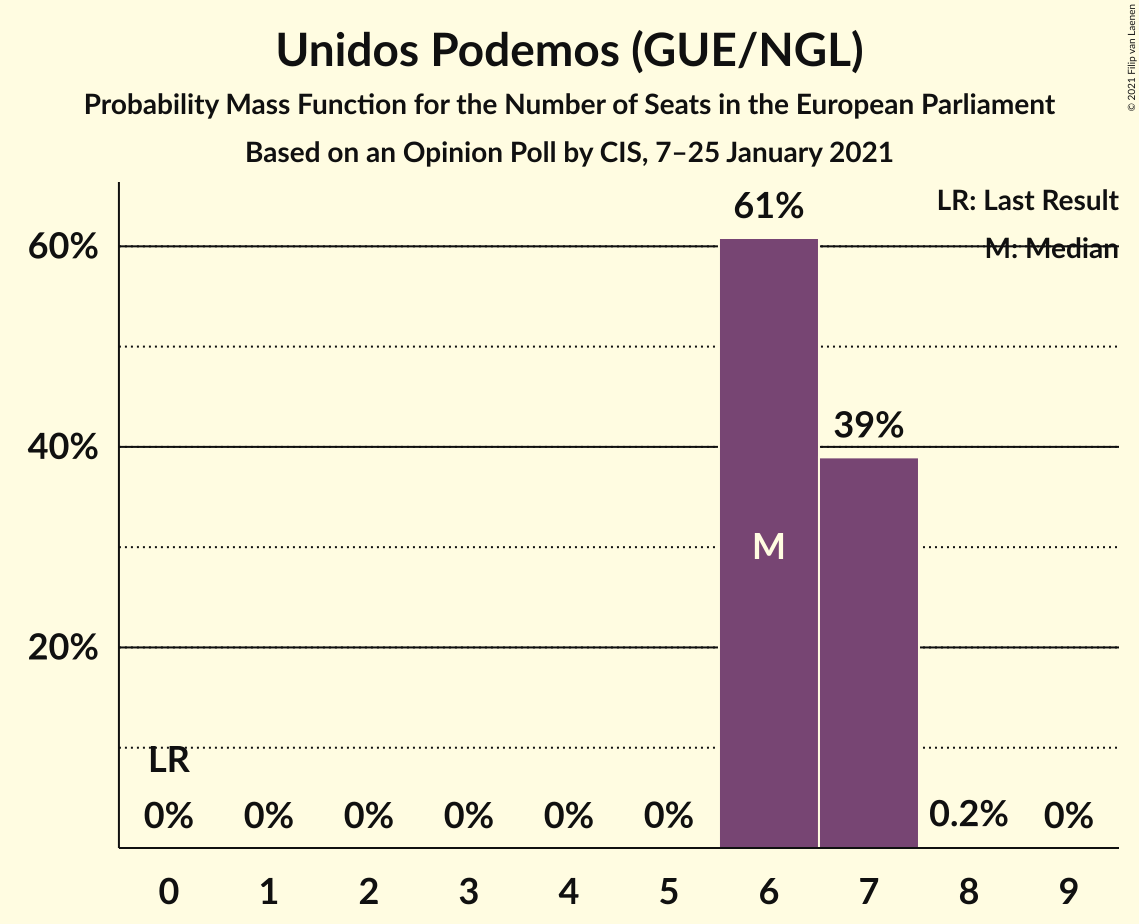 Unidos Podemos (GUE/NGL)
Probability Mass Function for the Number of Seats in the European Parliament
Based on an Opinion Poll by CIS, 7–25 January 2021
© 2021 Filip van Laenen
LR: Last Result
M: Median
61%
60%
39%
40%
M
20%
LR
0% 0% 0% 0% 0% 0% 0.2% 0%
0 1 2 3 4 5 6 7 8 9